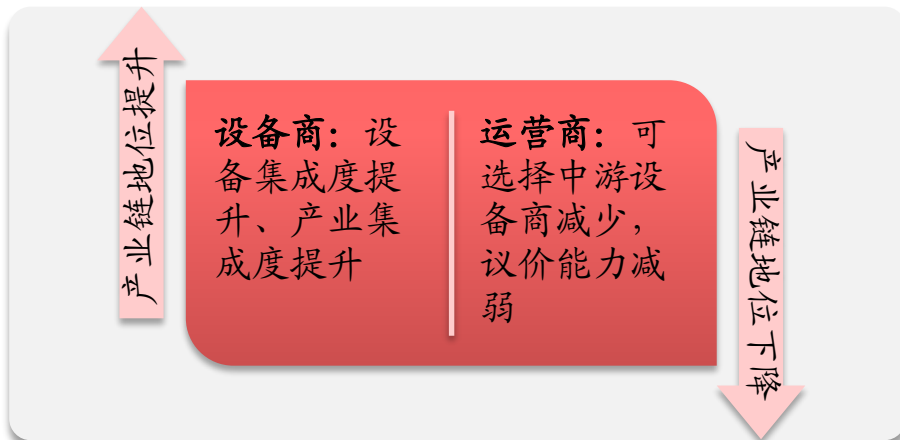 产业链地位提升
设备商：设
备集成度提
升、产业集
成度提升
运营商：可
选择中游设
备商减少，
议价能力减
弱
产业链地位下降